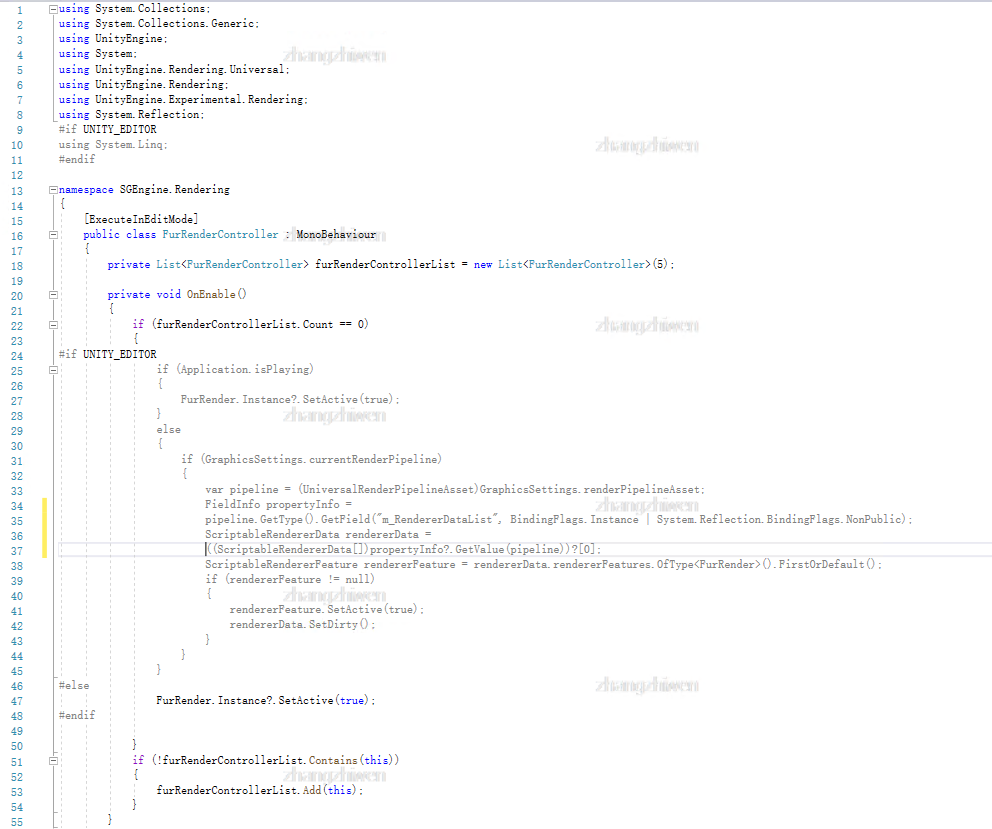 1 using System.Collections;
2 using System.Collections.Generic;
3 using UnityEngine;
4 using System;
5 using UnityEngine.Rendering.Universal;
6 using UnityEngine.Rendering;
7 using UnityEngine.Experimental.Rendering;
8 using System.Reflection;
9 #if UNITY_EDITOR
10 using System.Linq;
11 #endif
12
13 namespace SGEngine.Rendering
14 {
15 [ExecuteInEditMode]
16 public class FurRenderController : MonoBehaviour
17 {
18 private List<FurRenderController> furRenderControllerList = new List<FurRenderController>(5);
19
20 private void OnEnable()
21 {
22 if (furRenderControllerList.Count == 0)
23 {
24 #if UNITY_EDITOR
25 if (Application.isPlaying)
26 {
27 FurRender.Instance?.SetActive(true);
28 }
29 else
30 {
31 if (GraphicsSettings.currentRenderPipeline)
32 {
33 var pipeline = (UniversalRenderPipelineAsset)GraphicsSettings.renderPipelineAsset;
34 FieldInfo propertyInfo =
35 pipeline.GetType().GetField("m_RendererDataList", BindingFlags.Instance | System.Reflection.BindingFlags.NonPublic);
36 ScriptableRendererData rendererData =
37 ((ScriptableRendererData[])propertyInfo?.GetValue(pipeline))?[0];
38 ScriptableRendererFeature rendererFeature = rendererData.rendererFeatures.OfType<FurRender>().FirstOrDefault();
39 if (rendererFeature != null)
40 {
41 rendererFeature.SetActive(true);
42 rendererData.SetDirty();
43 }
44 }
45 }
46 #else
47 FurRender.Instance?.SetActive(true);
48 #endif
49
50 }
51 if (!furRenderControllerList.Contains(this))
52 {
53 furRenderControllerList.Add(this);
54 }
55 }